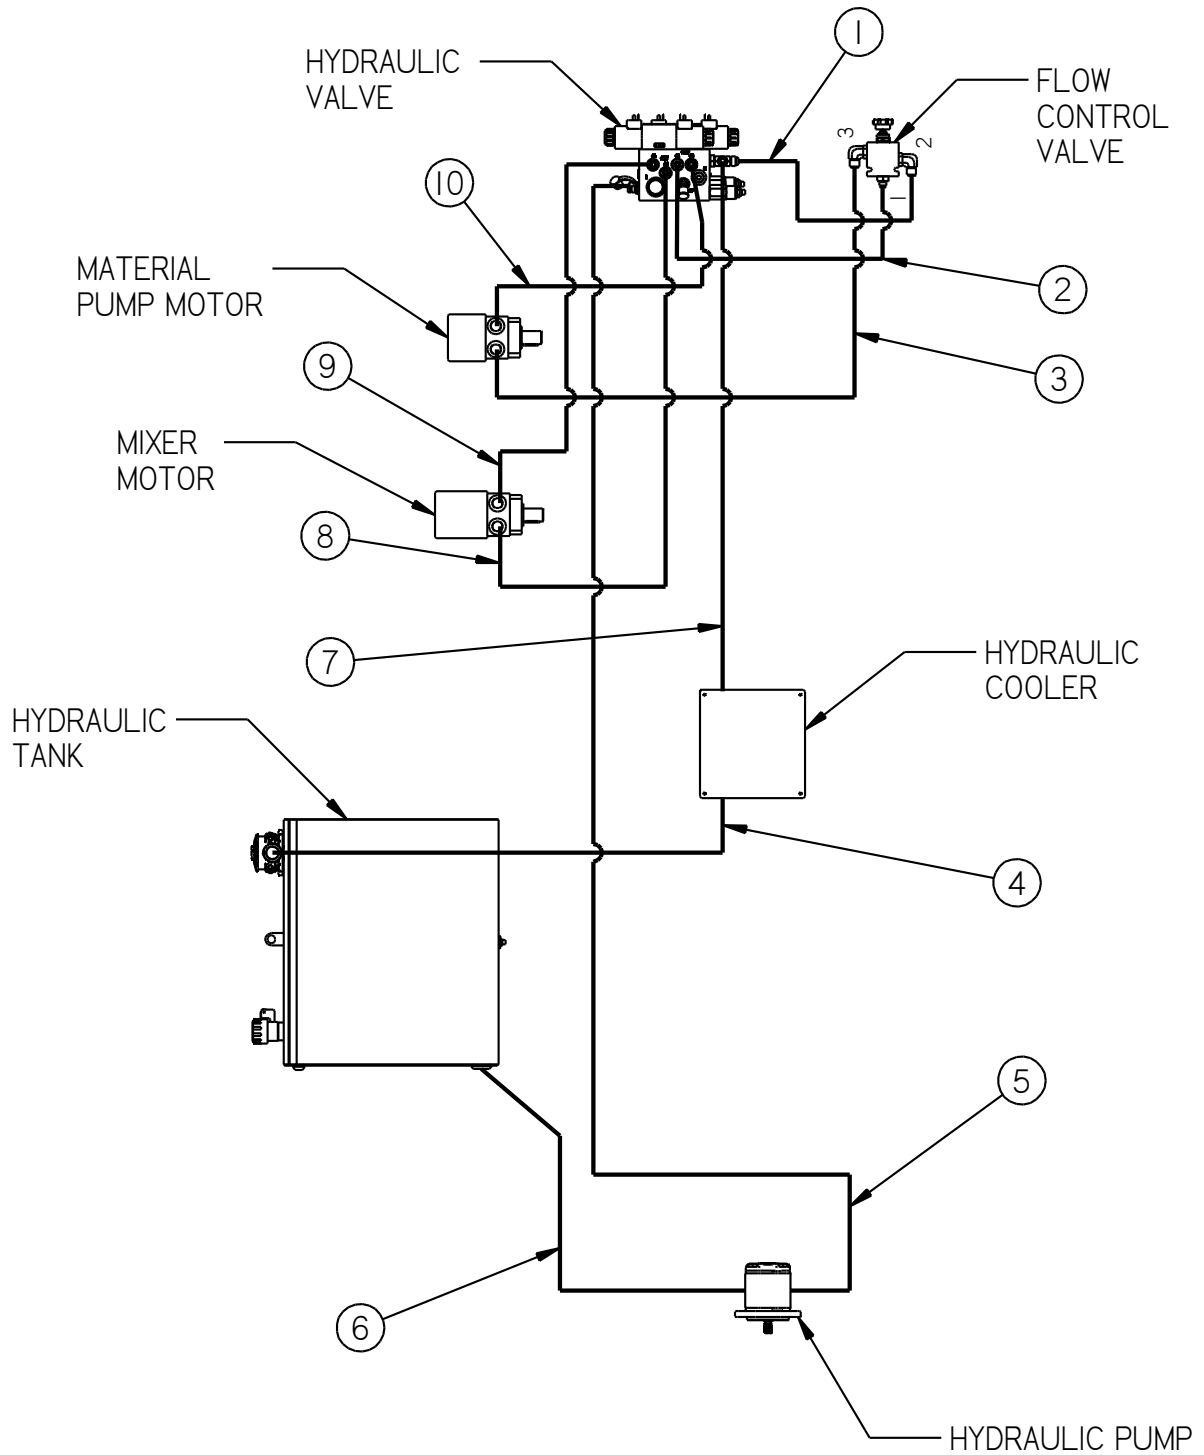 1
HYDRAULIC
VALVE
FLOW
CONTROL
VALVE
3
2
1
10
MATERIAL
PUMP MOTOR
2
9
3
MIXER
MOTOR
8
7
HYDRAULIC
COOLER
HYDRAULIC
TANK
4
5
6
HYDRAULIC PUMP